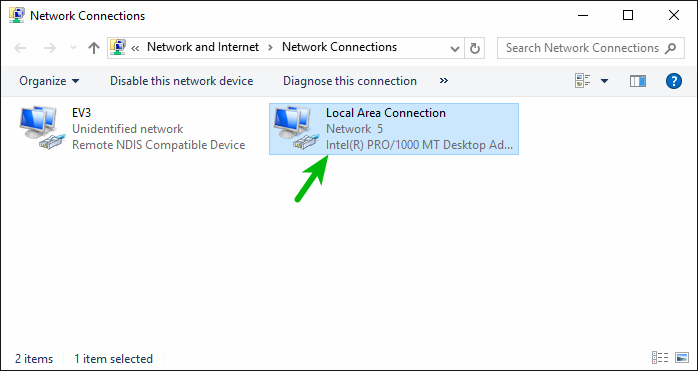 Network Connections
« Network and Internet > Network Connections
Search Network Connections
Organize Disable this network device Diagnose this connection »
EV3
Unidentified network
Remote NDIS Compatible Device
Local Area Connection
Network 5
Intel(R) PRO/1000 MT Desktop Ad...
2 items 1 item selected